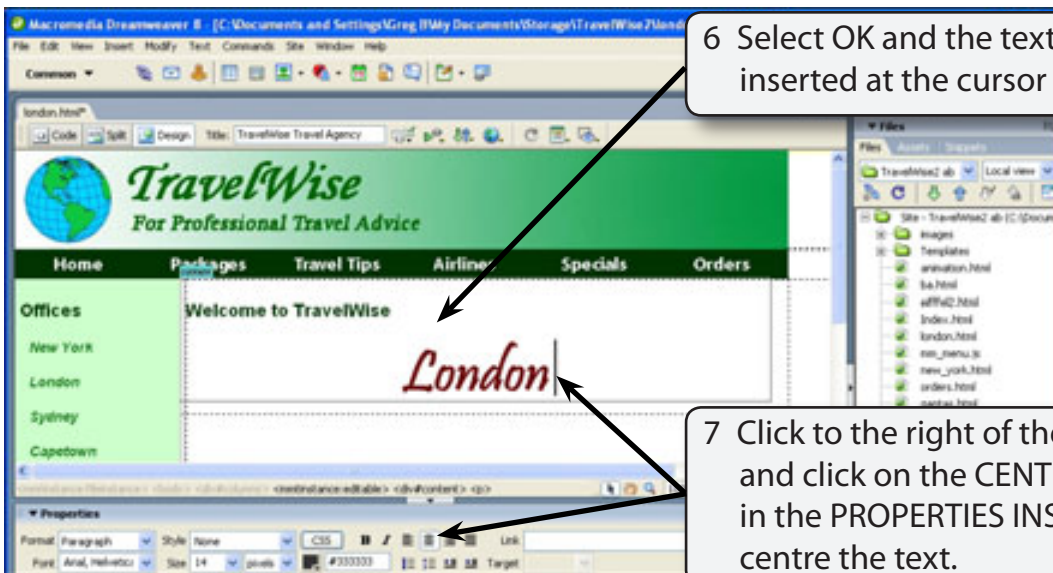 Macromedia Dreamweaver 8 - [C:\Documents and Settings\Greg II\My Documents\Storage\TravelWise2\lond
File Edit View Insert Modify Text Commands Site Window Help
Common
london.html*
Code Split Design Title: TravelWise Travel Agency
6 Select OK and the text
inserted at the cursor
TravelWise
For Professional Travel Advice
Home Packages Travel Tips Airlines Specials Orders
Offices
New York
London
Sydney
Capetown
Welcome to TravelWise
London
Files
Files Assets Snippets
TravelWise2 ab Local view
Site - TravelWise2 ab (C:\Docum
images
Templates
animation.html
ba.html
eiffel2.html
Index.html
london.html
mm_menu.js
new_york.html
orders.html
qantas.html
7 Click to the right of the
and click on the CENT
in the PROPERTIES INS
centre the text.
<mmtinstance:editable> <div#content> <p>
Properties
Format Paragraph Style None CSS B I Link
Font Arial, Helvetica Size 14 pixels #333333 Target